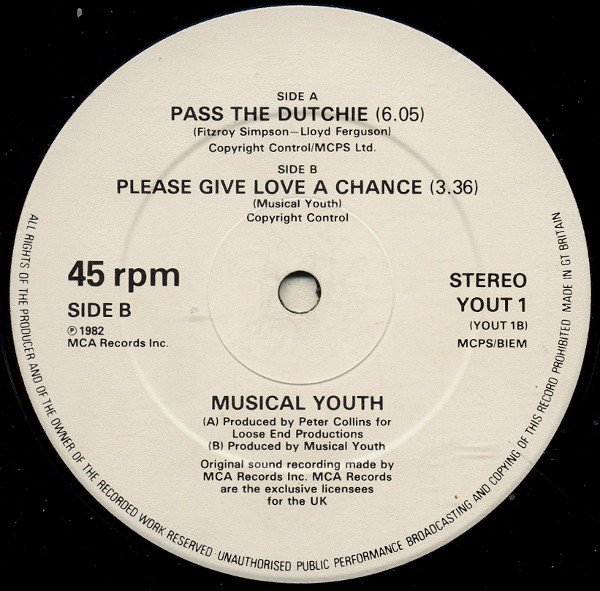 SIDE A
PASS THE DUTCHIE (6.05)
(Fitzroy Simpson—Lloyd Ferguson)
Copyright Control/MCPS Ltd.
SIDE B
PLEASE GIVE LOVE A CHANCE (3.36)
(Musical Youth)
Copyright Control
45 rpm
SIDE B
℗ 1982
MCA Records Inc.
STEREO
YOUT 1
(YOUT 1B)
MCPS/BIEM
MUSICAL YOUTH
(A) Produced by Peter Collins for
Loose End Productions
(B) Produced by Musical Youth
Original sound recording made by
MCA Records Inc. MCA Records
are the exclusive licensees
for the UK
ALL RIGHTS OF THE PRODUCER AND OF THE OWNER OF THE RECORDED WORK RESERVED UNAUTHORISED PUBLIC PERFORMANCE BROADCASTING AND COPYING OF THIS RECORD PROHIBITED MADE IN GT BRITAIN